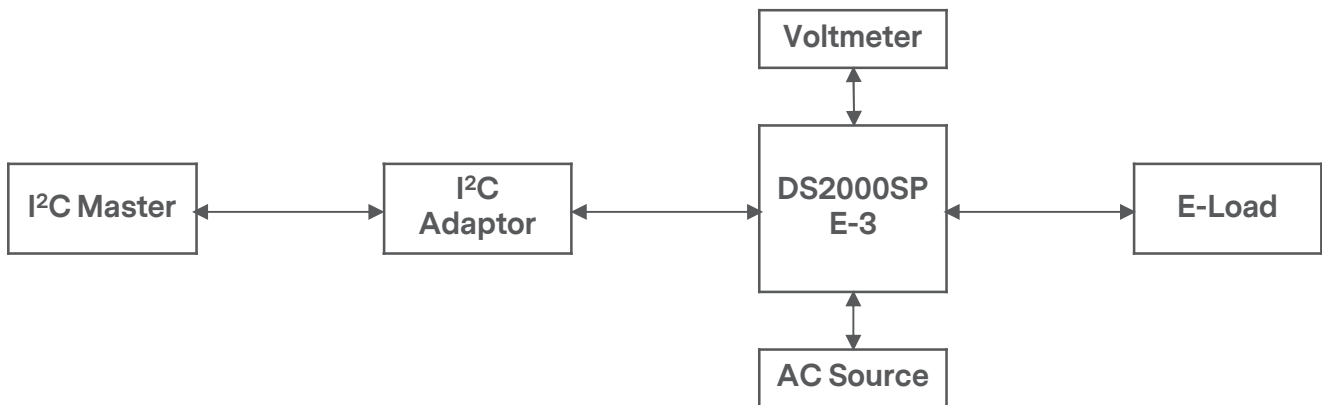 Voltmeter
I²C Master
I²C
Adaptor
DS2000SP
E-3
E-Load
AC Source